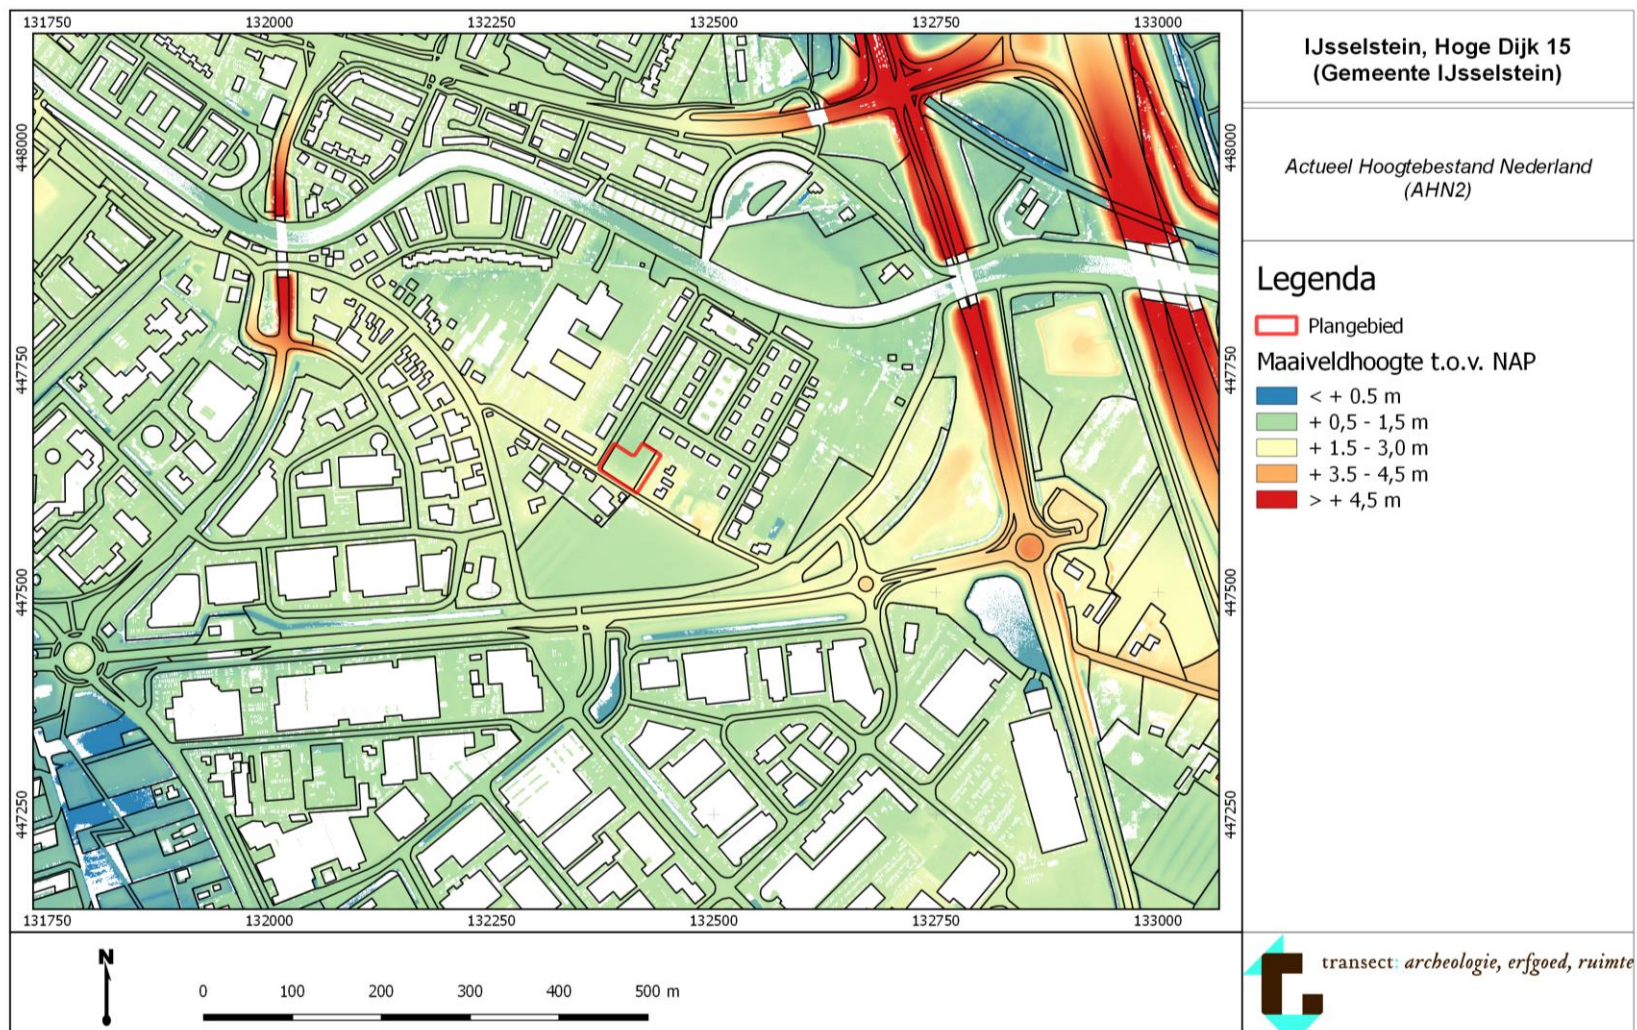 131750 132000 132250 132500 132750 133000
448000
447750
447500
447250
448000
447750
447500
447250
131750 132000 132250 132500 132750 133000
N
0 100 200 300 400 500 m
IJsselstein, Hoge Dijk 15
(Gemeente IJsselstein)
Actueel Hoogtebestand Nederland
(AHN2)
Legenda
Plangebied
Maaiveldhoogte t.o.v. NAP
< + 0.5 m
+ 0,5 - 1,5 m
+ 1.5 - 3,0 m
+ 3.5 - 4,5 m
> + 4,5 m
transect: archeologie, erfgoed, ruimte